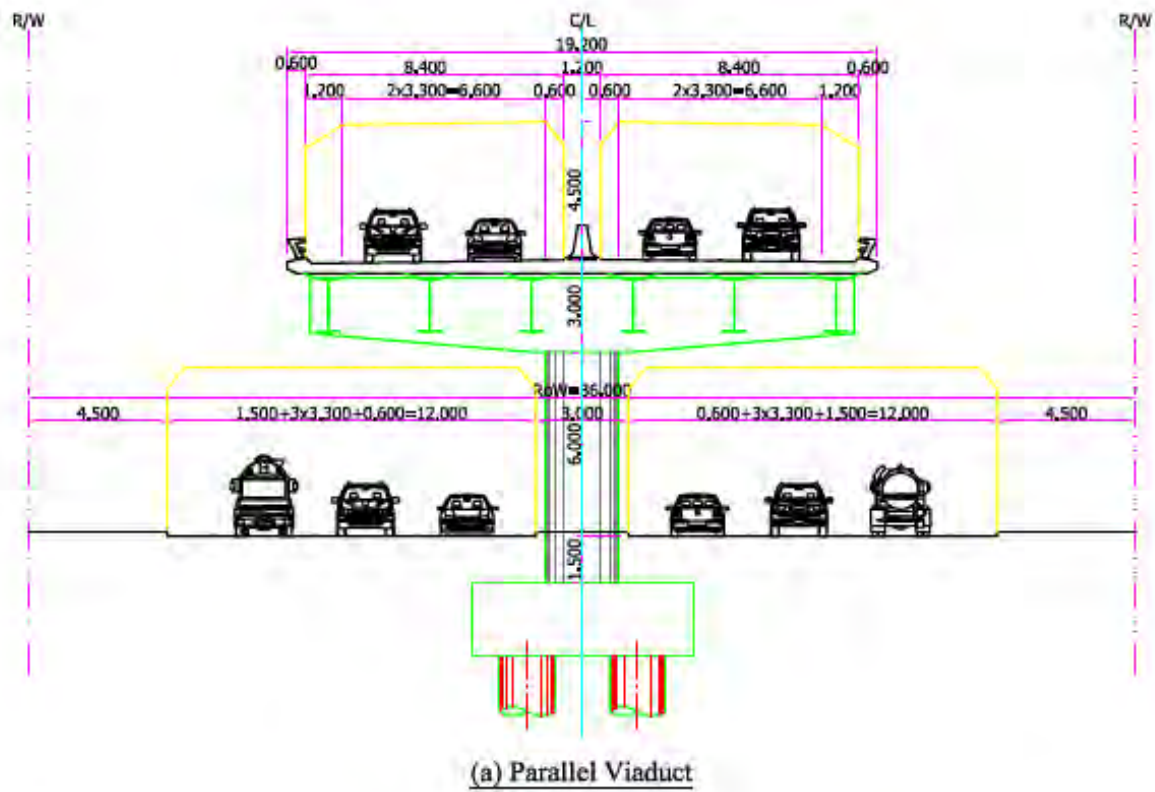 R/W C/L R/W
19.200
0.600 8.400 1.200 8.400 0.600
1.200 2x3.300=6.600 0.600 0.600 2x3.300=6.600 1.200
4.500
3.000
RoW=36.000
4.500 1.500+3x3.300+0.600=12.000 3.000 0.600+3x3.300+1.500=12.000 4.500
6.000
1.500
(a) Parallel Viaduct